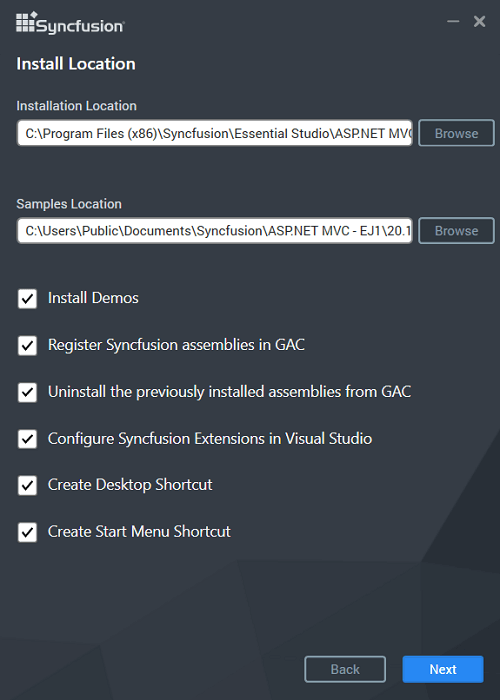 Syncfusion
Install Location
Installation Location
C:\Program Files (x86)\Syncfusion\Essential Studio\ASP.NET MVC
Browse
Samples Location
C:\Users\Public\Documents\Syncfusion\ASP.NET MVC - EJ1\20.1
Browse
Install Demos
Register Syncfusion assemblies in GAC
Uninstall the previously installed assemblies from GAC
Configure Syncfusion Extensions in Visual Studio
Create Desktop Shortcut
Create Start Menu Shortcut
Back
Next